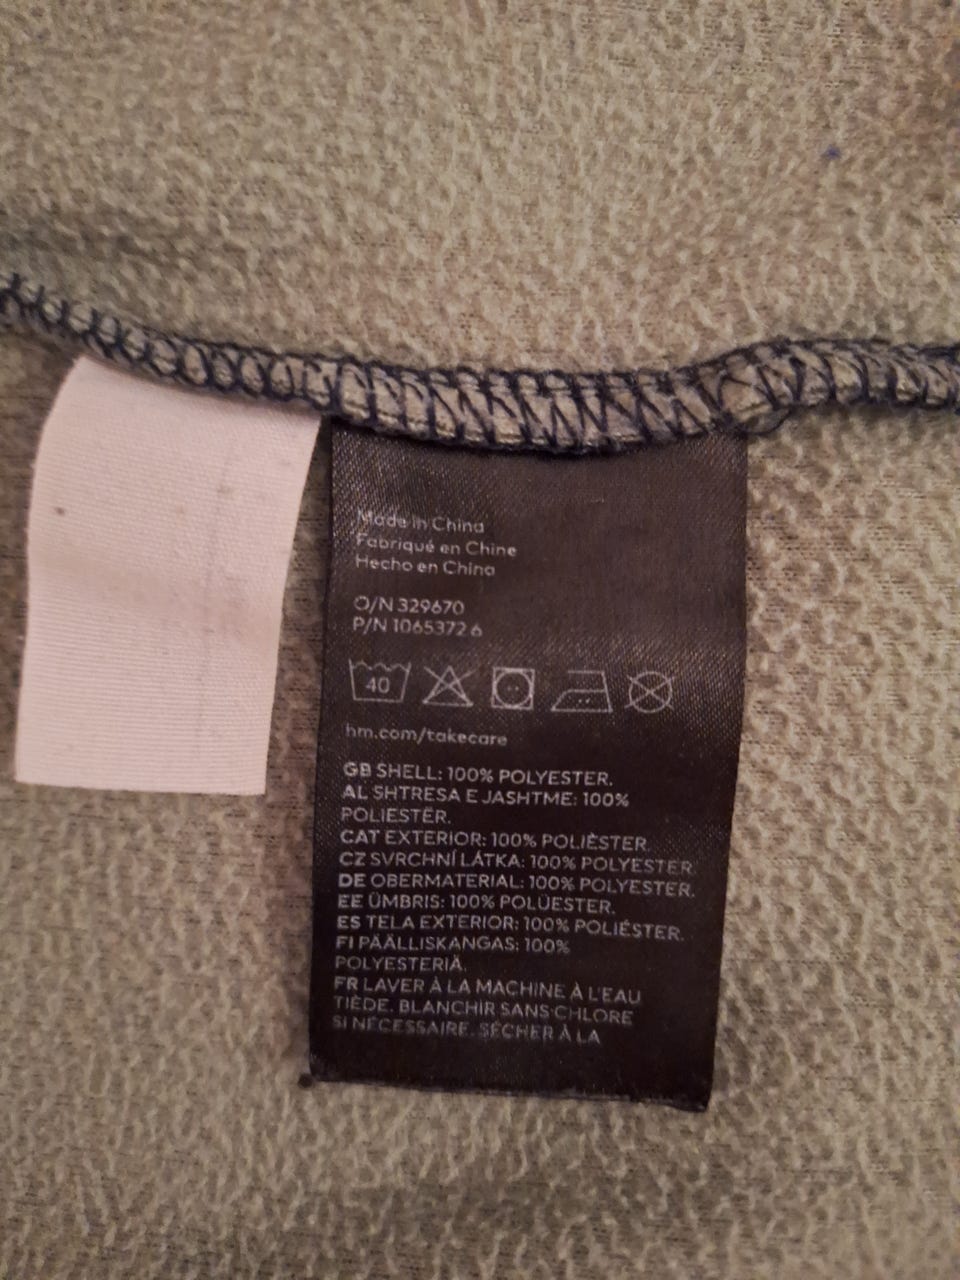 Made in China
Fabriqué en Chine
Hecho en China
O/N 329670
P/N 1065372 6
40
hm.com/takecare
GB SHELL: 100% POLYESTER.
AL SHTRESA E JASHTME: 100%
POLIESTËR.
CAT EXTERIOR: 100% POLIÈSTER.
CZ SVRCHNÍ LÁTKA: 100% POLYESTER.
DE OBERMATERIAL: 100% POLYESTER.
EE ÜMBRIS: 100% POLÜESTER.
ES TELA EXTERIOR: 100% POLIÉSTER.
FI PÄÄLLISKANGAS: 100%
POLYESTERIÄ.
FR LAVER À LA MACHINE À L'EAU
TIÈDE. BLANCHIR SANS CHLORE
SI NÉCESSAIRE. SÉCHER À LA